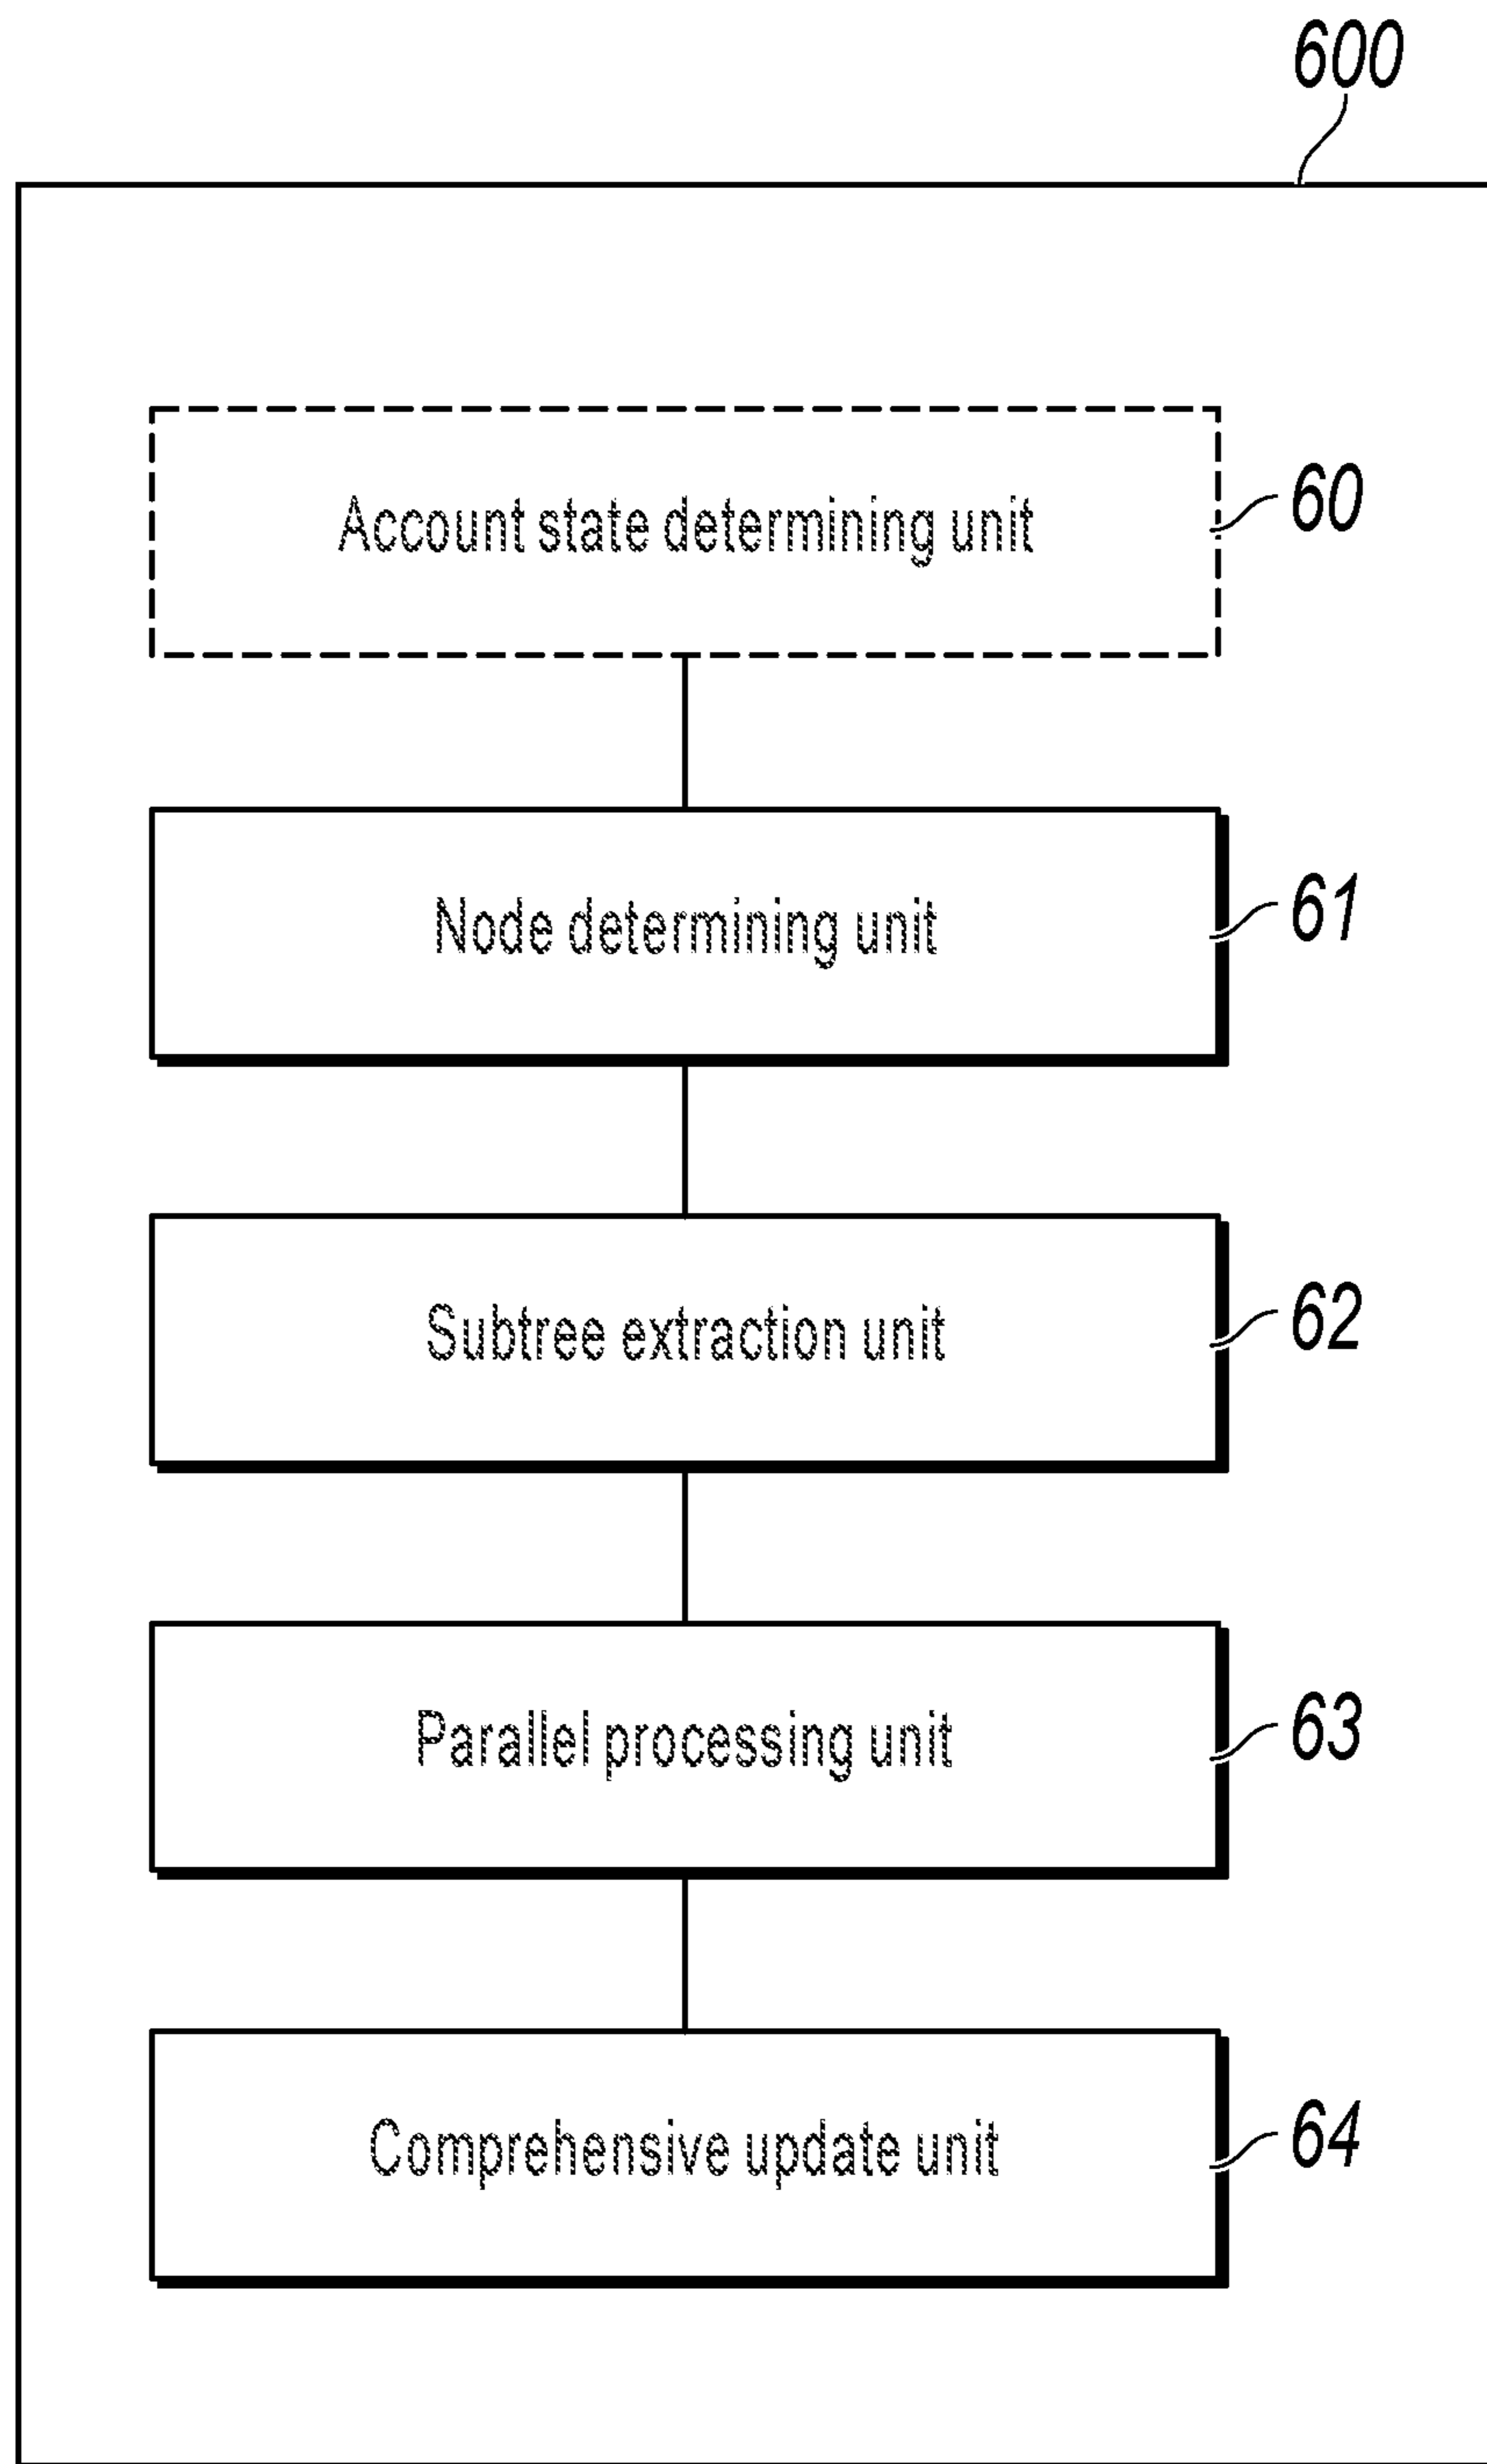 600
Account state determining unit
60
Node determining unit
61
Subtree extraction unit
62
Parallel processing unit
63
Comprehensive update unit
64